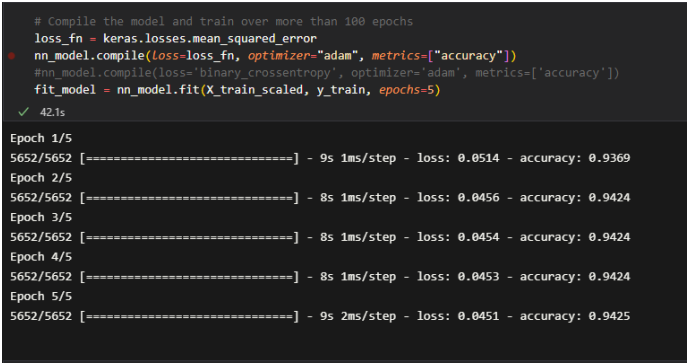 # Compile the model and train over more than 100 epochs
loss_fn = keras.losses.mean_squared_error
nn_model.compile(loss=loss_fn, optimizer="adam", metrics=["accuracy"])
#nn_model.compile(loss='binary_crossentropy', optimizer='adam', metrics=['accuracy'])
fit_model = nn_model.fit(X_train_scaled, y_train, epochs=5)
✓ 42.1s
Epoch 1/5
5652/5652 [==============================] - 9s 1ms/step - loss: 0.0514 - accuracy: 0.9369
Epoch 2/5
5652/5652 [==============================] - 8s 1ms/step - loss: 0.0456 - accuracy: 0.9424
Epoch 3/5
5652/5652 [==============================] - 8s 1ms/step - loss: 0.0454 - accuracy: 0.9424
Epoch 4/5
5652/5652 [==============================] - 8s 1ms/step - loss: 0.0453 - accuracy: 0.9424
Epoch 5/5
5652/5652 [==============================] - 9s 2ms/step - loss: 0.0451 - accuracy: 0.9425